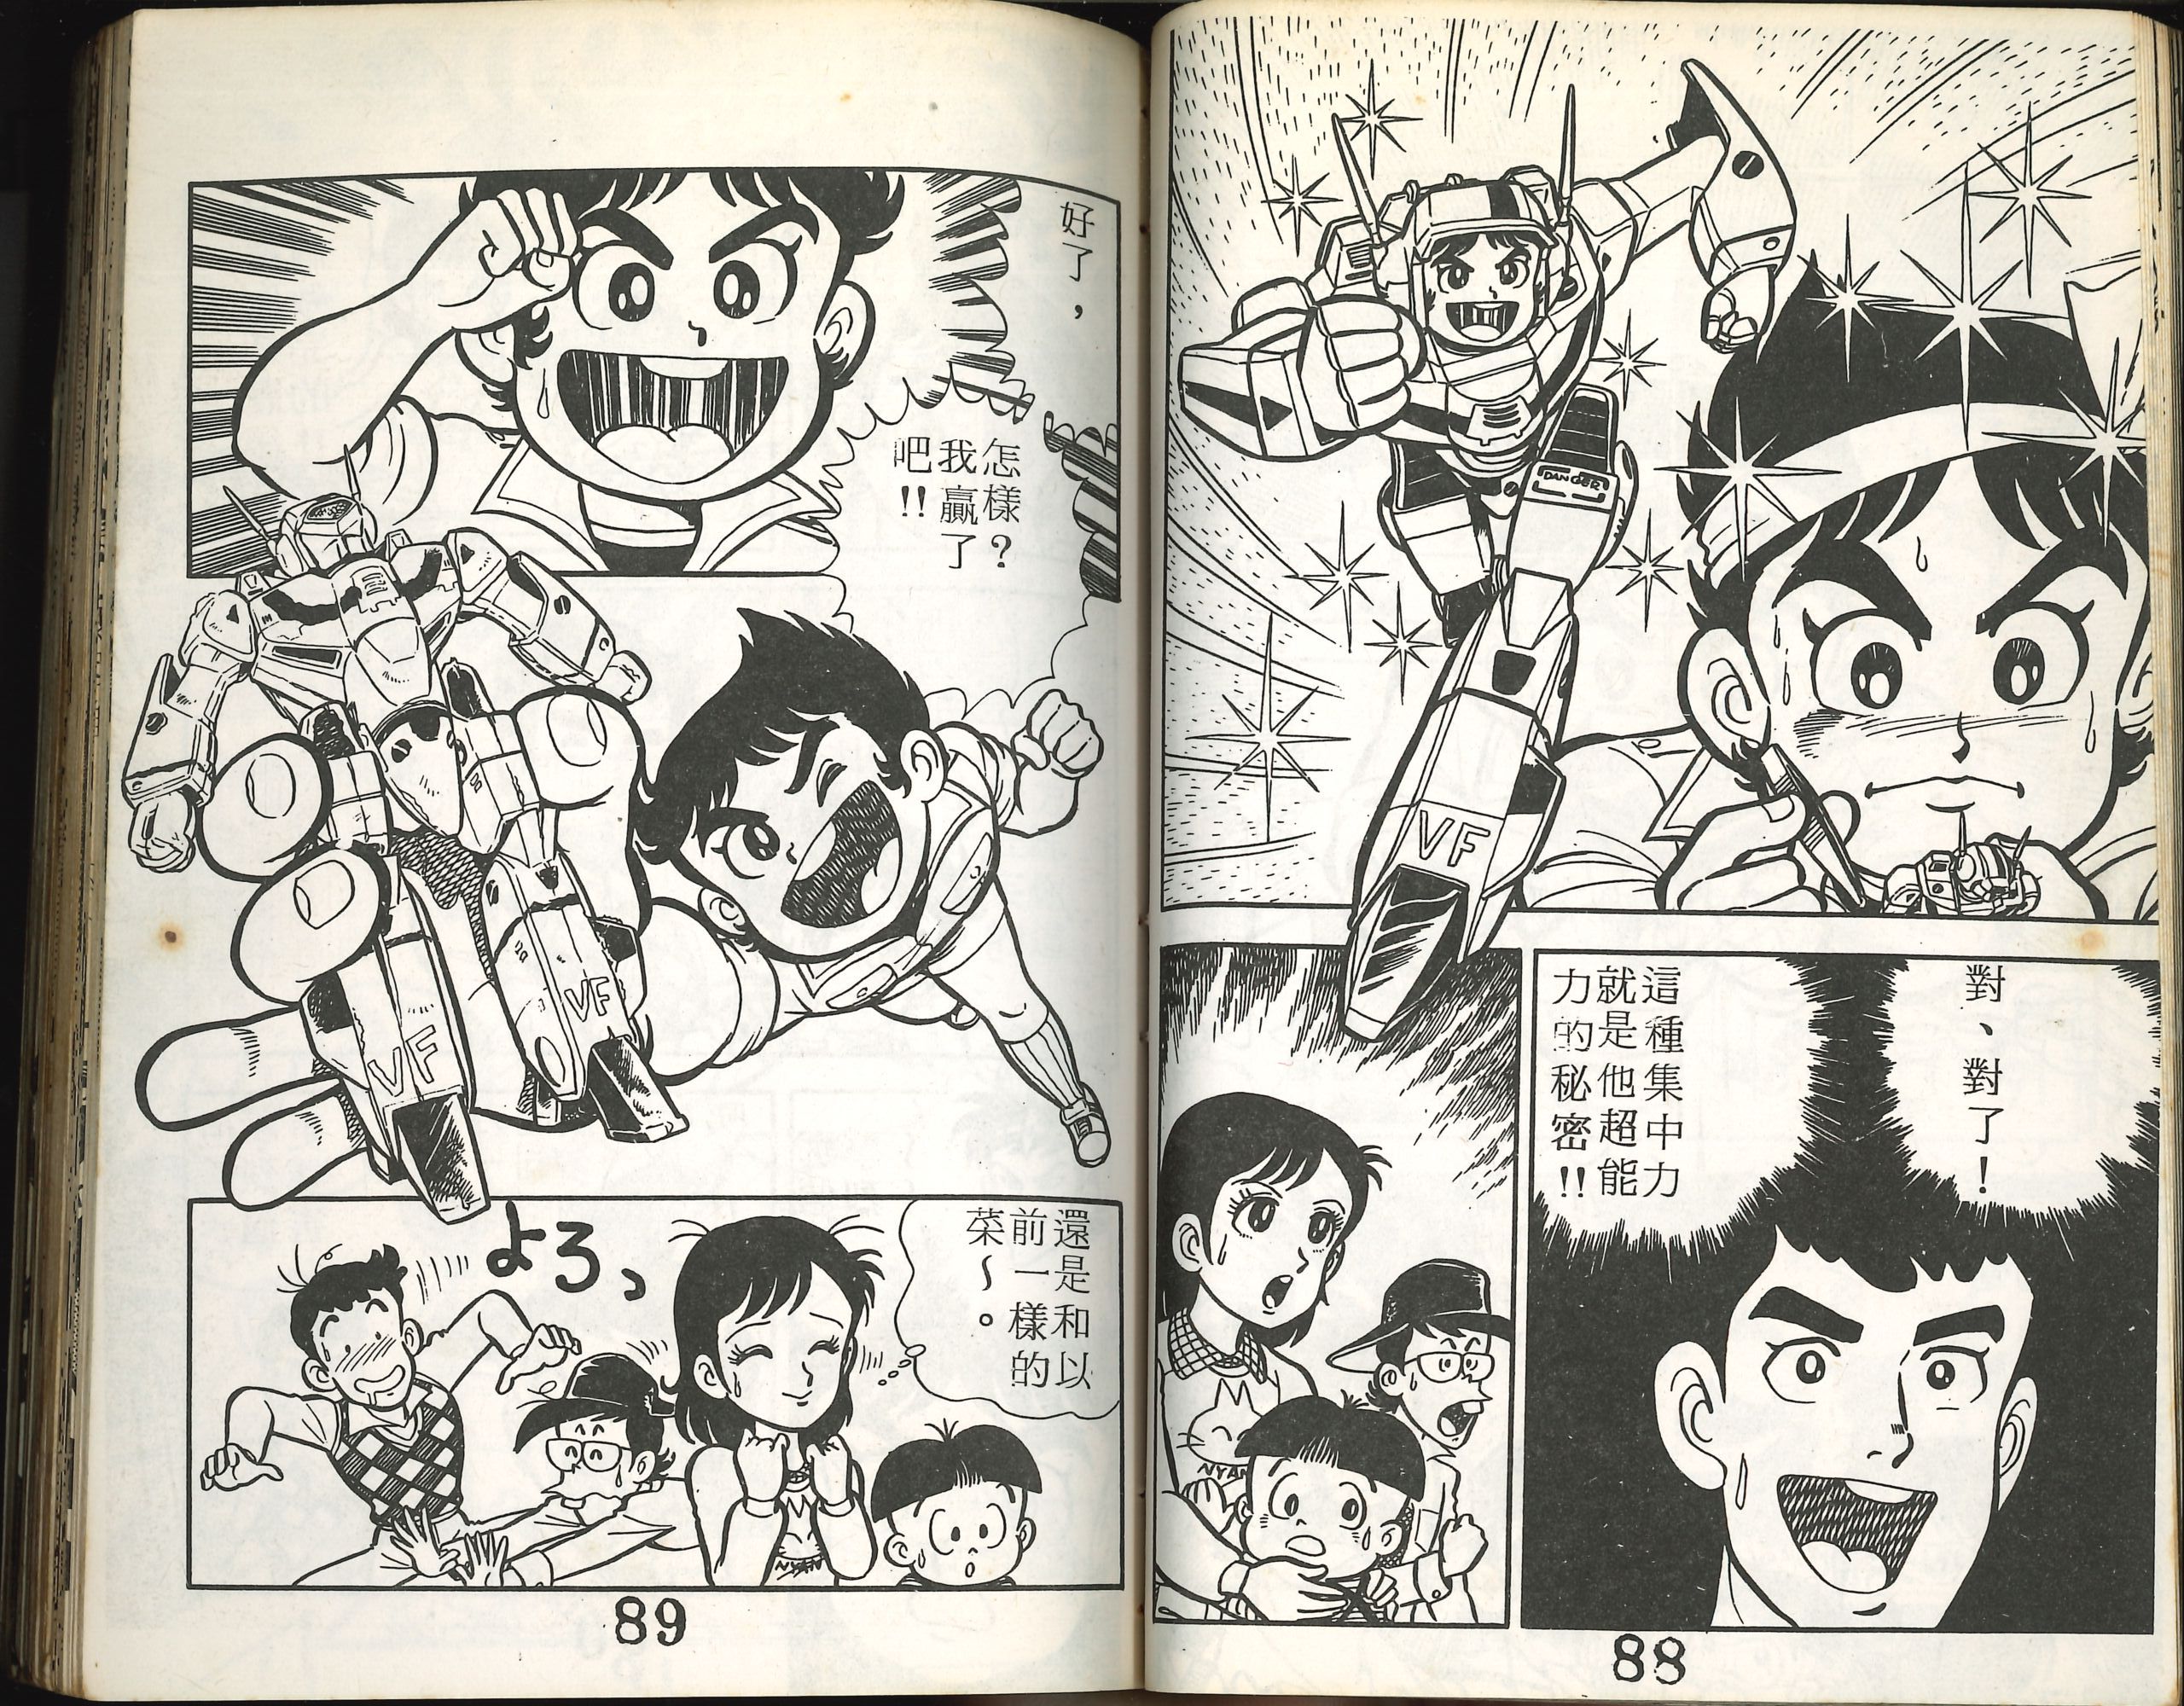 DANGER
VF
對、對了！
這種集中力
就是他超能
力的秘密!!
NYAN
88
好了，
怎樣？
我贏了
吧!!
VF
VF
還是和以
前一樣的
菜～。
よろっ
NYAN
89